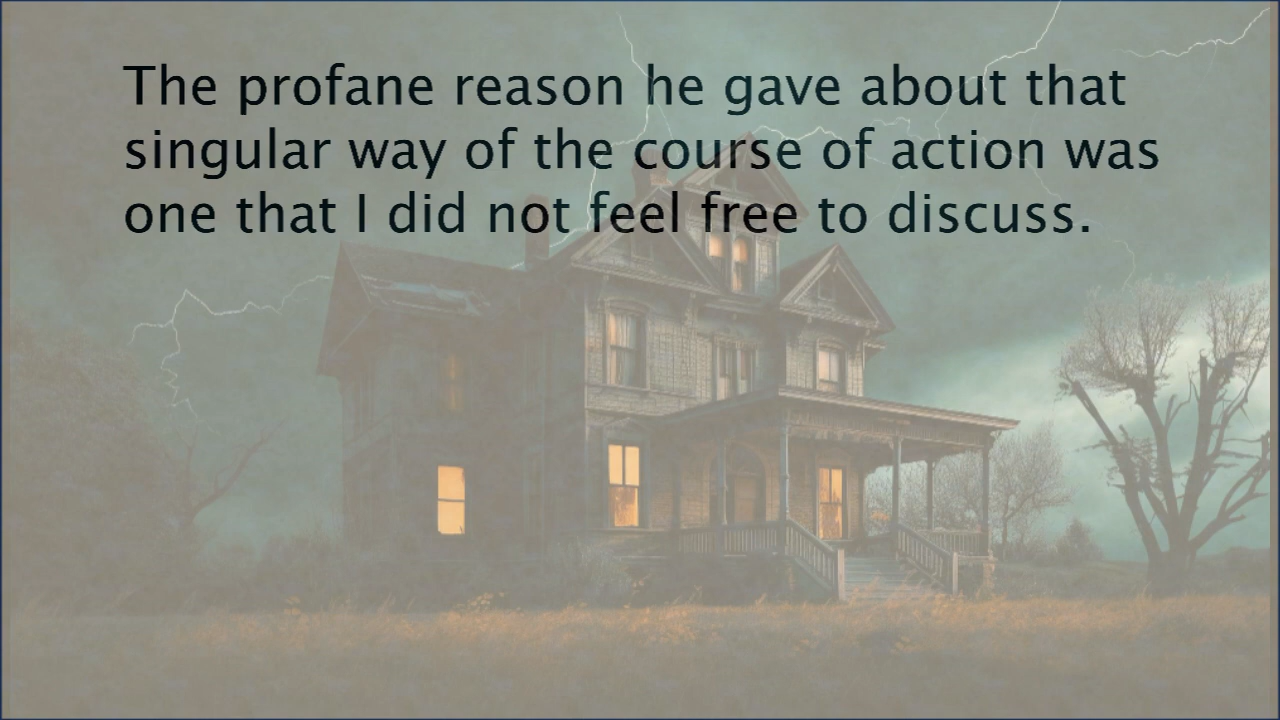 The profane reason he gave about that
singular way of the course of action was
one that I did not feel free to discuss.